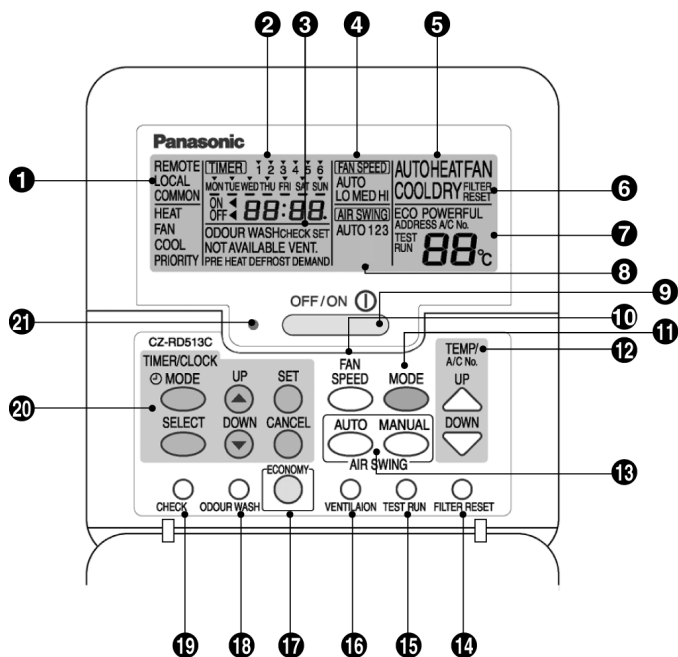 2 3 4 5
Panasonic
1
REMOTE
LOCAL
COMMON
HEAT
FAN
COOL
PRIORITY
TIMER 1 2 3 4 5 6
MON TUE WED THU FRI SAT SUN
ON
OFF 88:88.
ODOUR WASH CHECK SET
NOT AVAILABLE VENT.
PRE HEAT DEFROST DEMAND
FAN SPEED
AUTO
LO MED HI
AIR SWING
AUTO 1 2 3
AUTO HEAT FAN
COOL DRY FILTER RESET
ECO POWERFUL
ADDRESS A/C No.
TEST RUN 88°C
6
7
8
OFF/ON
9
21
10
11
12
CZ-RD513C
TIMER/CLOCK
MODE UP SET
SELECT DOWN CANCEL
20
FAN SPEED
MODE
TEMP/
A/C No.
UP
DOWN
AUTO MANUAL
AIR SWING
13
ECONOMY
CHECK ODOUR WASH VENTILAION TEST RUN FILTER RESET
19 18 17 16 15 14